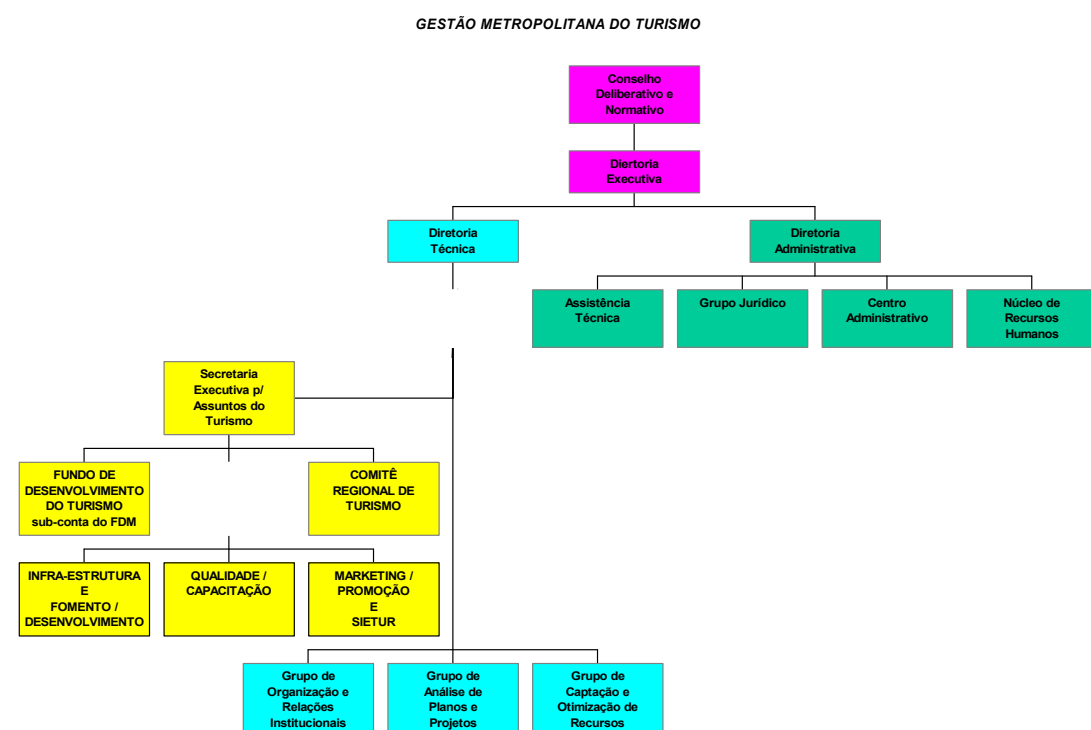 GESTÃO METROPOLITANA DO TURISMO
Conselho
Deliberativo e
Normativo
Diertoria
Executiva
Diretoria
Técnica
Diretoria
Administrativa
Assistência
Técnica
Grupo Jurídico
Centro
Administrativo
Núcleo de
Recursos
Humanos
Secretaria
Executiva p/
Assuntos do
Turismo
FUNDO DE
DESENVOLVIMENTO
DO TURISMO
sub-conta do FDM
COMITÊ
REGIONAL DE
TURISMO
INFRA-ESTRUTURA
E
FOMENTO /
DESENVOLVIMENTO
QUALIDADE /
CAPACITAÇÃO
MARKETING /
PROMOÇÃO
E
SIETUR
Grupo de
Organização e
Relações
Institucionais
Grupo de
Análise de
Planos e
Projetos
Grupo de
Captação e
Otimização de
Recursos